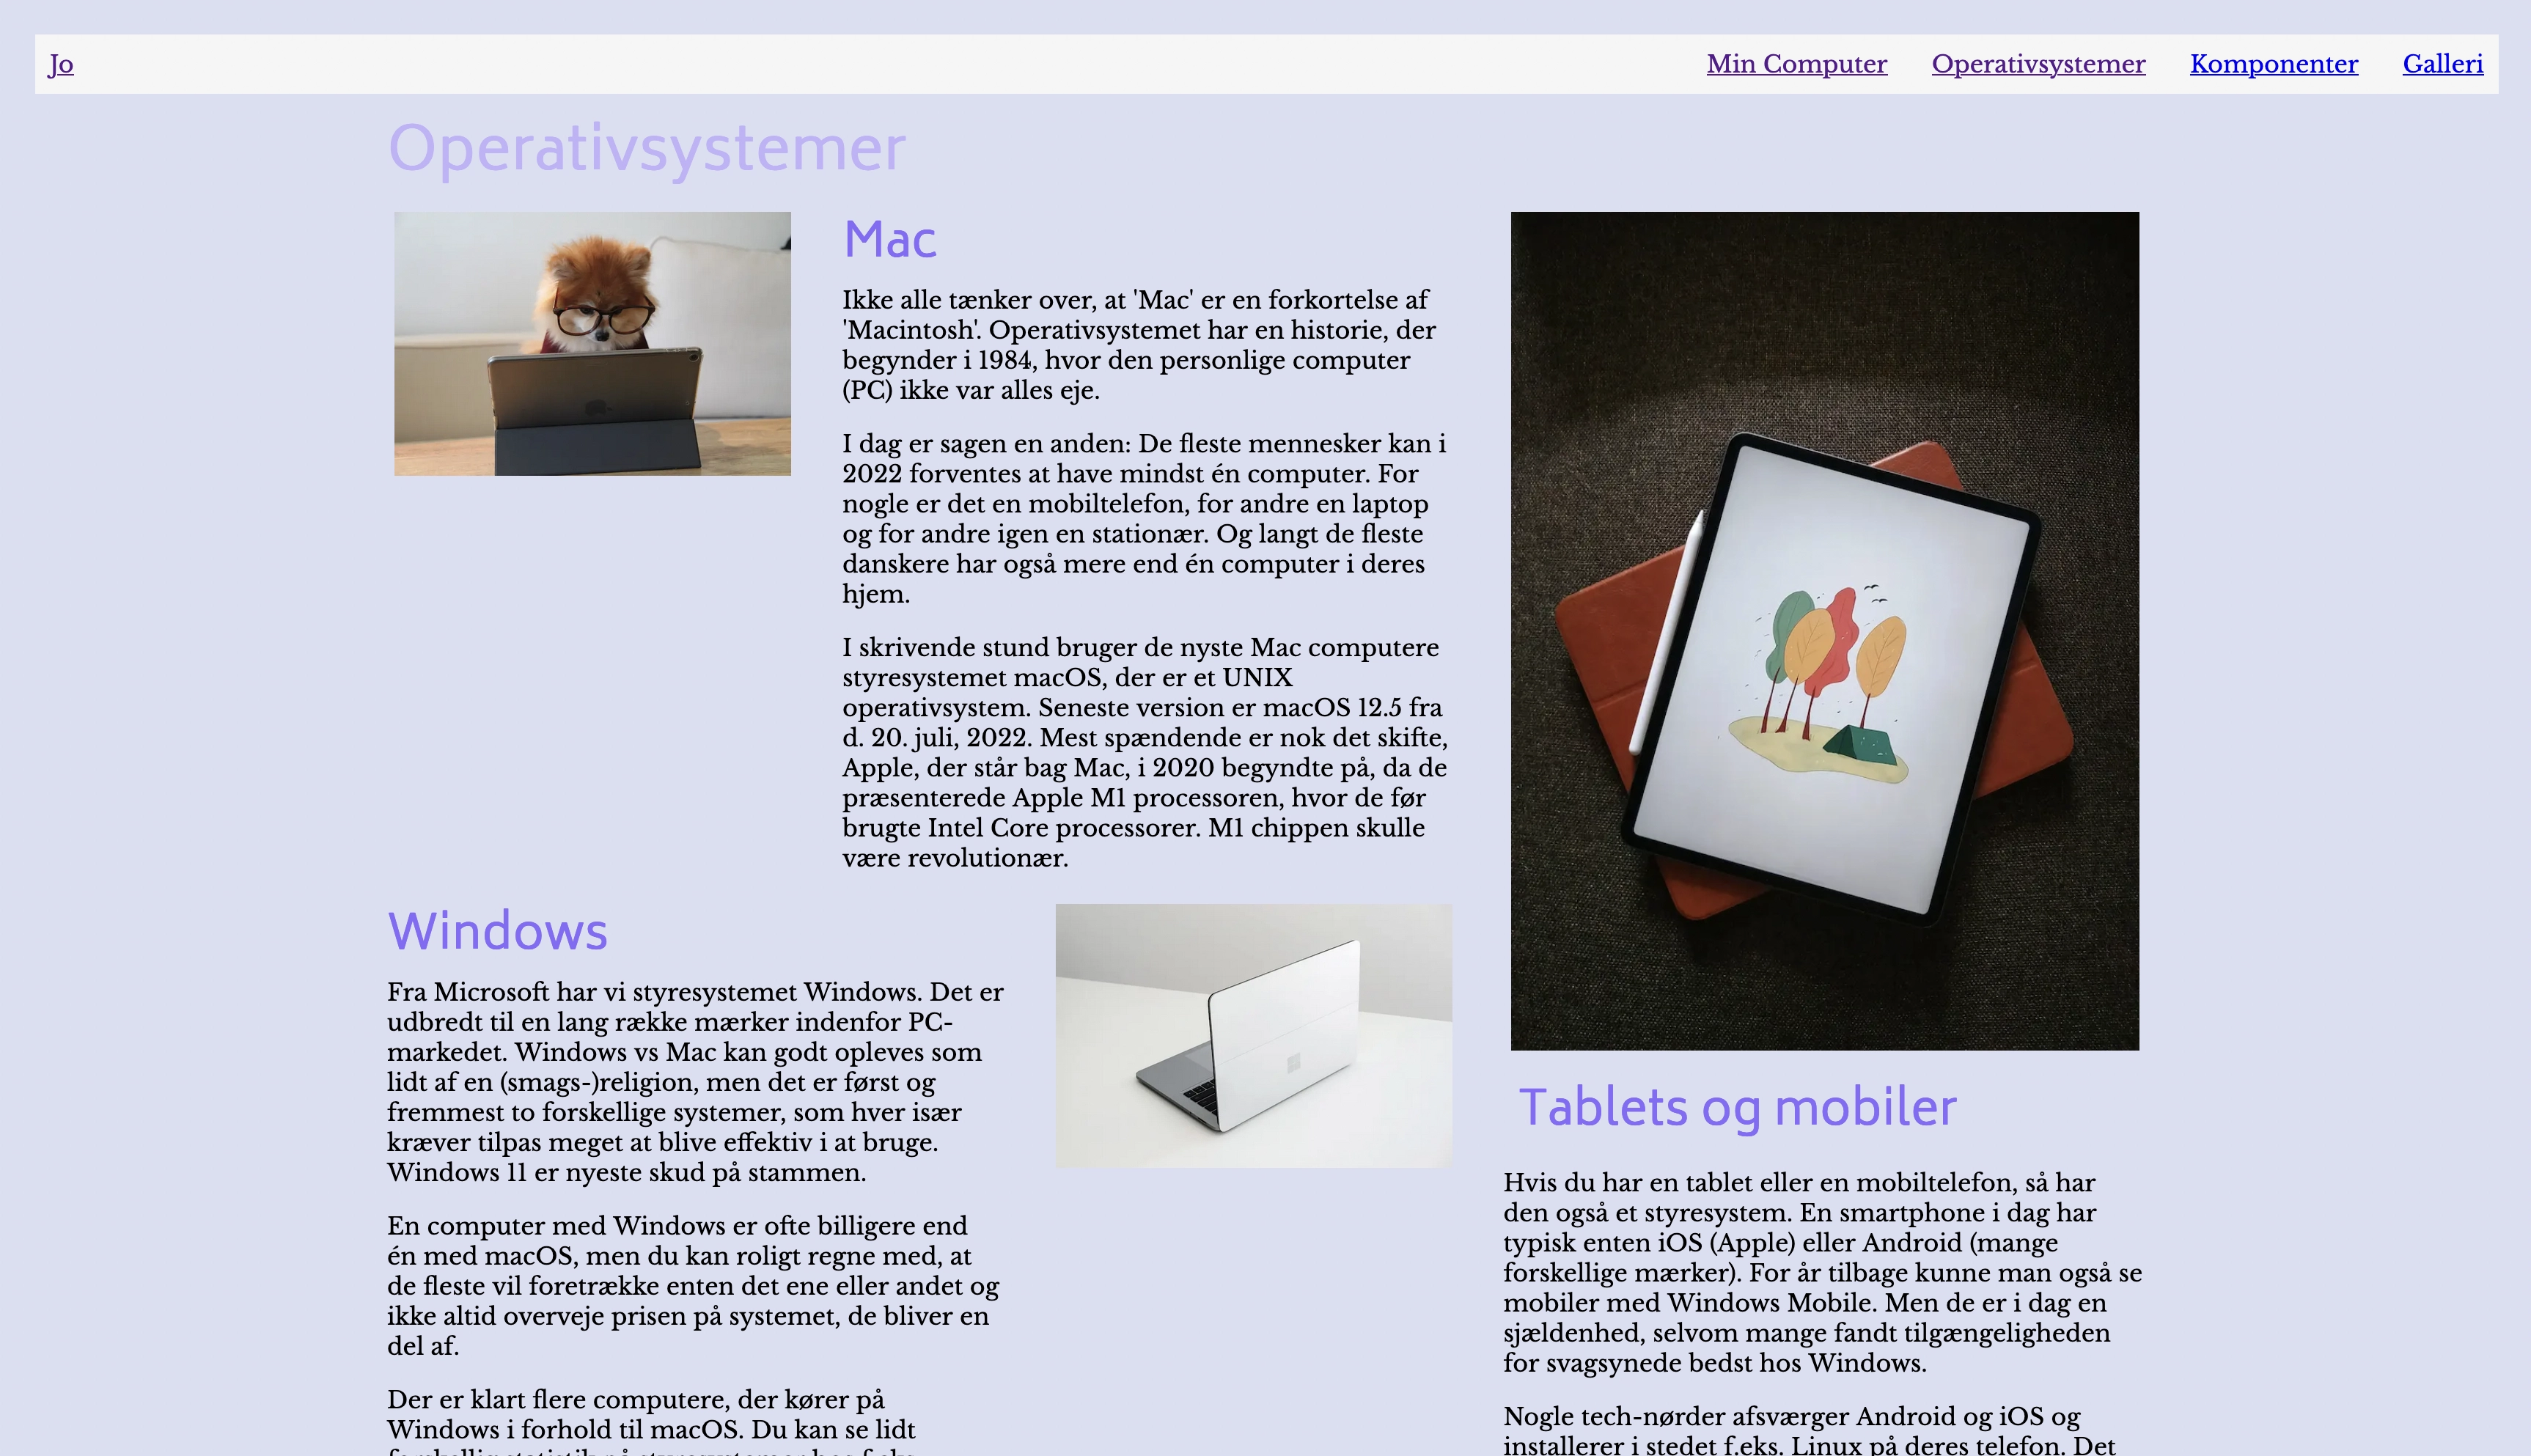 Jo
Min Computer
Operativsystemer
Komponenter
Galleri
Operativsystemer
Mac
Ikke alle tænker over, at 'Mac' er en forkortelse af
'Macintosh'. Operativsystemet har en historie, der
begynder i 1984, hvor den personlige computer
(PC) ikke var alles eje.
I dag er sagen en anden: De fleste mennesker kan i
2022 forventes at have mindst én computer. For
nogle er det en mobiltelefon, for andre en laptop
og for andre igen en stationær. Og langt de fleste
danskere har også mere end én computer i deres
hjem.
I skrivende stund bruger de nyste Mac computere
styresystemet macOS, der er et UNIX
operativsystem. Seneste version er macOS 12.5 fra
d. 20. juli, 2022. Mest spændende er nok det skifte,
Apple, der står bag Mac, i 2020 begyndte på, da de
præsenterede Apple M1 processoren, hvor de før
brugte Intel Core processorer. M1 chippen skulle
være revolutionær.
Windows
Fra Microsoft har vi styresystemet Windows. Det er
udbredt til en lang række mærker indenfor PC-
markedet. Windows vs Mac kan godt opleves som
lidt af en (smags-)religion, men det er først og
fremmest to forskellige systemer, som hver især
kræver tilpas meget at blive effektiv i at bruge.
Windows 11 er nyeste skud på stammen.
En computer med Windows er ofte billigere end
én med macOS, men du kan roligt regne med, at
de fleste vil foretrække enten det ene eller andet og
ikke altid overveje prisen på systemet, de bliver en
del af.
Der er klart flere computere, der kører på
Windows i forhold til macOS. Du kan se lidt
Tablets og mobiler
Hvis du har en tablet eller en mobiltelefon, så har
den også et styresystem. En smartphone i dag har
typisk enten iOS (Apple) eller Android (mange
forskellige mærker). For år tilbage kunne man også se
mobiler med Windows Mobile. Men de er i dag en
sjældenhed, selvom mange fandt tilgængeligheden
for svagsynede bedst hos Windows.
Nogle tech-nørder afsværger Android og iOS og
installerer i stedet f.eks. Linux på deres telefon. Det